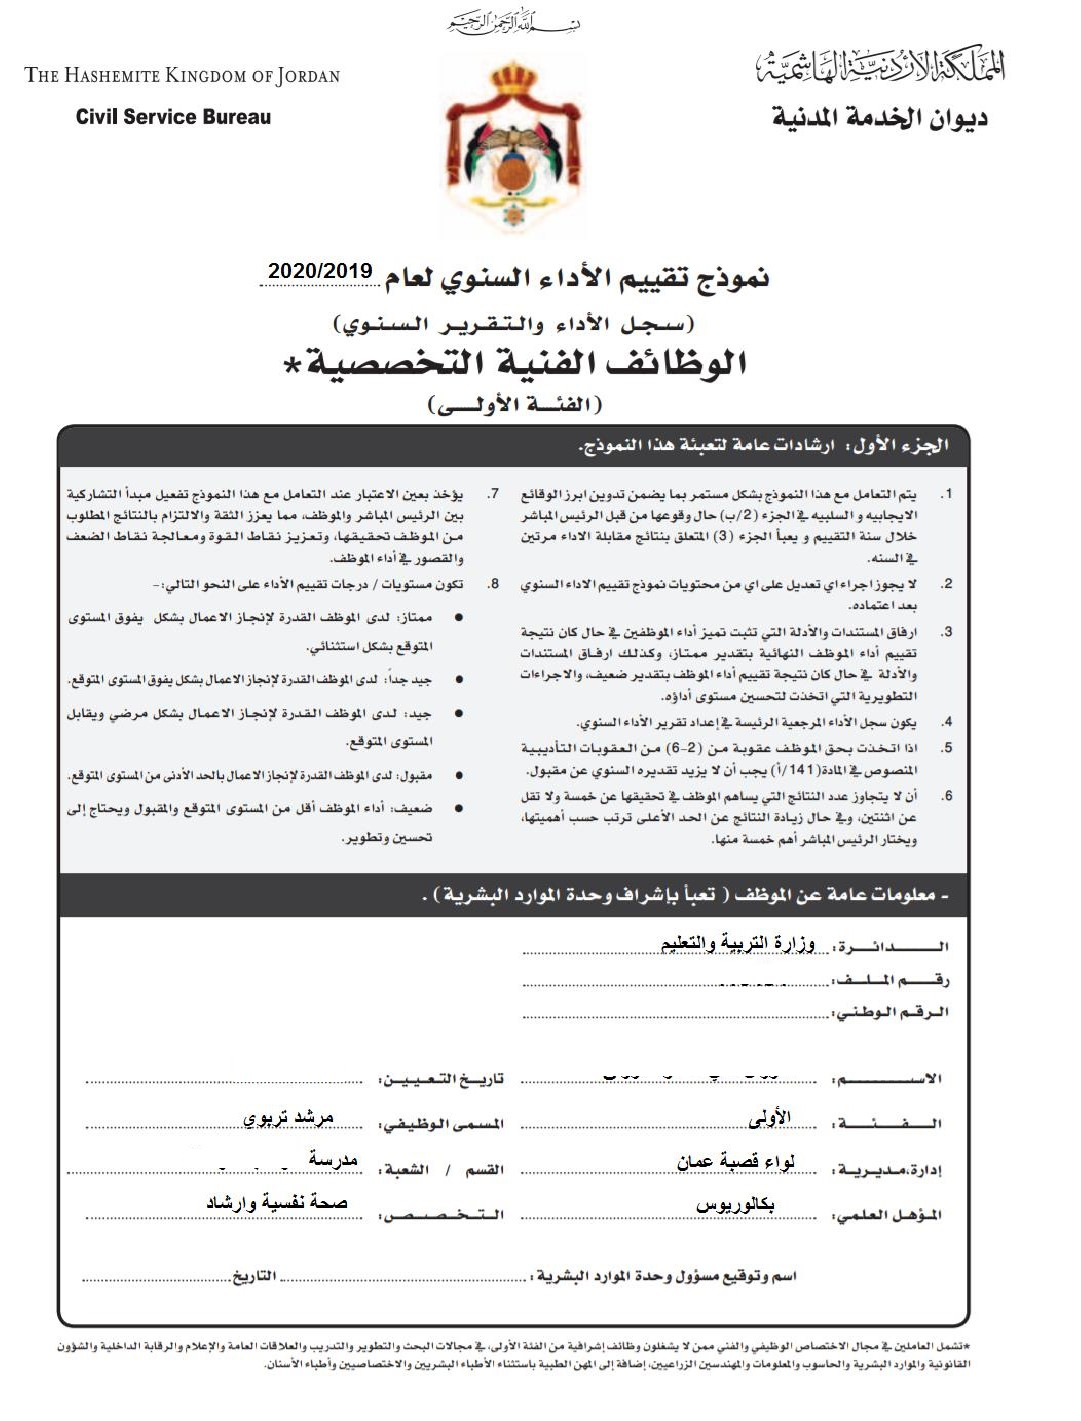 بسم الله الرحمن الرحيم
المملكة الأردنية الهاشمية
ديوان الخدمة المدنية
THE HASHEMITE KINGDOM OF JORDAN
Civil Service Bureau
نموذج تقييم الأداء السنوي لعام 2020/2019
(سجل الأداء والتقرير السنوي)
الوظائف الفنية التخصصية*
(الفئة الأولى)
الجزء الأول: ارشادات عامة لتعبئة هذا النموذج.
1. يتم التعامل مع هذا النموذج بشكل مستمر بما يضمن تدوين ابرز الوقائع
الايجابيه و السلبيه في الجزء (2/ب) حال وقوعها من قبل الرئيس المباشر
خلال سنة التقييم و يعبأ الجزء (3) المتعلق بنتائج مقابلة الاداء مرتين
في السنه.
2. لا يجوز اجراء اي تعديل على اي من محتويات نموذج تقييم الاداء السنوي
بعد اعتماده.
3. ارفاق المستندات والأدلة التي تثبت تميز أداء الموظفين في حال كان نتيجة
تقييم أداء الموظف النهائية بتقدير ممتاز، وكذلك ارفاق المستندات
والأدلة في حال كان نتيجة تقييم أداء الموظف بتقدير ضعيف، والاجراءات
التطويرية التي اتخذت لتحسين مستوى أداؤه.
4. يكون سجل الأداء المرجعية الرئيسة في إعداد تقرير الأداء السنوي.
5. اذا اتخذت بحق الموظف عقوبة من (2-6) من العقوبات التأديبية
المنصوص في المادة(141/أ) يجب أن لا يزيد تقديره السنوي عن مقبول.
6. أن لا يتجاوز عدد النتائج التي يساهم الموظف في تحقيقها عن خمسة ولا تقل
عن اثنتين، وفي حال زيادة النتائج عن الحد الأعلى ترتب حسب أهميتها،
ويختار الرئيس المباشر أهم خمسة منها.
7. يؤخذ بعين الاعتبار عند التعامل مع هذا النموذج تفعيل مبدأ التشاركية
بين الرئيس المباشر والموظف، مما يعزز الثقة والالتزام بالنتائج المطلوب
من الموظف تحقيقها، وتعزيز نقاط القوة ومعالجة نقاط الضعف
والقصور في أداء الموظف.
8. تكون مستويات / درجات تقييم الأداء على النحو التالي:-
• ممتاز: لدى الموظف القدرة لإنجاز الاعمال بشكل يفوق المستوى
المتوقع بشكل استثنائي.
• جيد جداً: لدى الموظف القدرة لإنجاز الاعمال بشكل يفوق المستوى المتوقع.
• جيد: لدى الموظف القدرة لإنجاز الاعمال بشكل مرضي ويقابل
المستوى المتوقع.
• مقبول: لدى الموظف القدرة لإنجاز الاعمال بالحد الأدنى من المستوى المتوقع.
• ضعيف: أداء الموظف أقل من المستوى المتوقع والمقبول ويحتاج إلى
تحسين وتطوير.
- معلومات عامة عن الموظف ( تعبأ بإشراف وحدة الموارد البشرية ) .
الدائرة: وزارة التربية والتعليم
رقم الملف:
الرقم الوطني:
الاسم: تاريخ التعيين:
الفئة: الأولى المسمى الوظيفي: مرشد تربوي
إدارة،مديرية: لواء قصبة عمان القسم / الشعبة: مدرسة
المؤهل العلمي: بكالوريوس التخصص: صحة نفسية وارشاد
اسم وتوقيع مسؤول وحدة الموارد البشرية : التاريخ
*تشمل العاملين في مجال الاختصاص الوظيفي والفني ممن لا يشغلون وظائف إشرافية من الفئة الأولى، في مجالات البحث والتطوير والتدريب والعلاقات العامة والإعلام والرقابة الداخلية والشؤون
القانونية والموارد البشرية والحاسوب والمعلومات والمهندسين الزراعيين، إضافة إلى المهن الطبية باستثناء الأطباء البشريين والاختصاصيين وأطباء الأسنان.